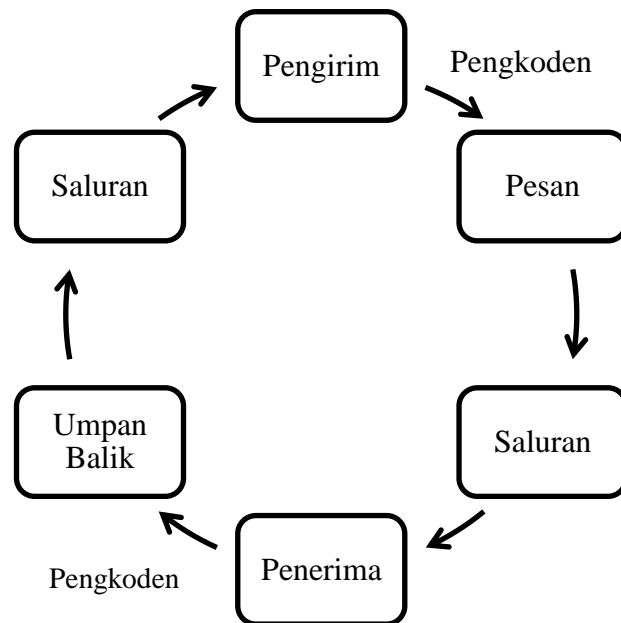 Pengirim
Pengkoden
Pesan
Saluran
Penerima
Pengkoden
Umpan
Balik
Saluran